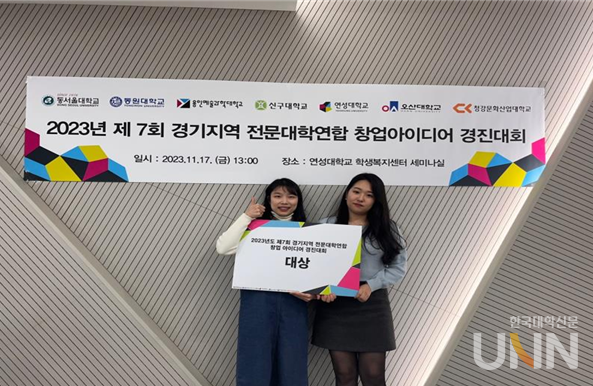 동서울대학교 동원대학교 용인예술과학대학교 신구대학교 연성대학교 오산대학교 청강문화산업대학교
2023년 제 7회 경기지역 전문대학연합 창업아이디어 경진대회
일시 : 2023.11.17. (금) 13:00 장소 : 연성대학교 학생복지센터 세미나실
2023년도 제7회 경기지역 전문대학연합
창업 아이디어 경진대회
대상
한국대학신문
UNN